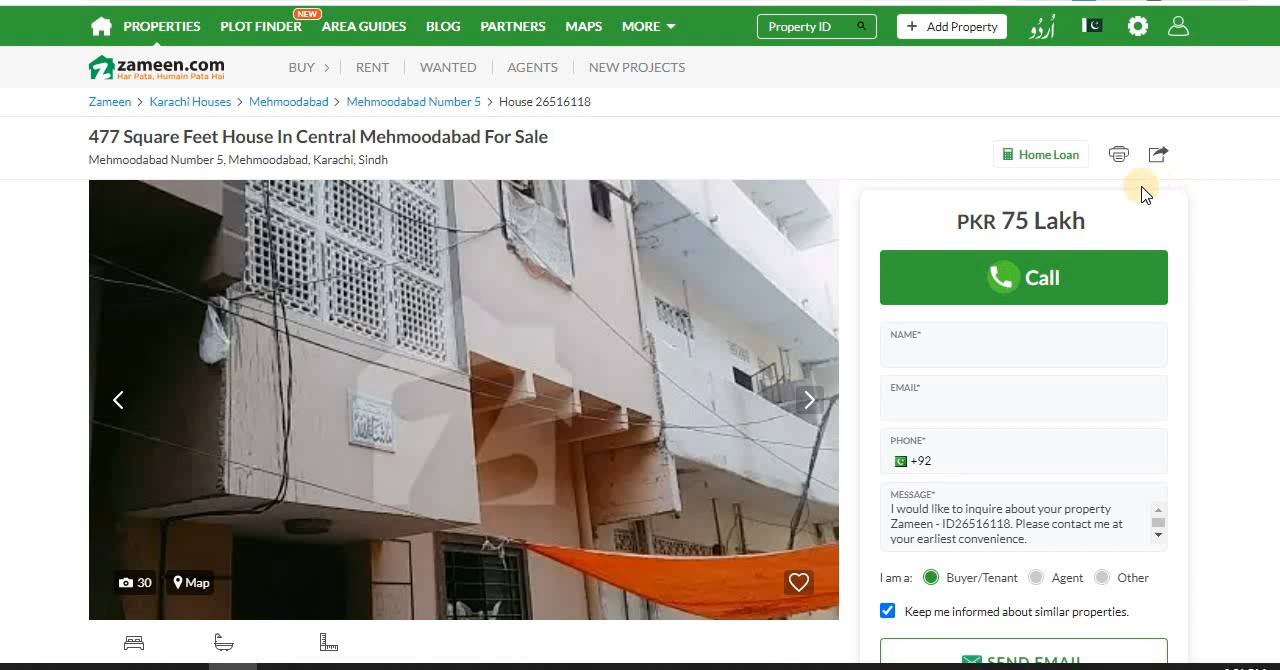 PROPERTIES PLOT FINDER NEW AREA GUIDES BLOG PARTNERS MAPS MORE Property ID + Add Property اُردُو
zameen.com
Har Pata, Humain Pata Hai
BUY RENT WANTED AGENTS NEW PROJECTS
Zameen > Karachi Houses > Mehmoodabad > Mehmoodabad Number 5 > House 26516118
477 Square Feet House In Central Mehmoodabad For Sale
Mehmoodabad Number 5, Mehmoodabad, Karachi, Sindh
Home Loan
30 Map
PKR 75 Lakh
Call
NAME*
EMAIL*
PHONE*
+92
MESSAGE*
I would like to inquire about your property
Zameen - ID26516118. Please contact me at
your earliest convenience.
I am a: Buyer/Tenant Agent Other
Keep me informed about similar properties.
SEND EMAIL